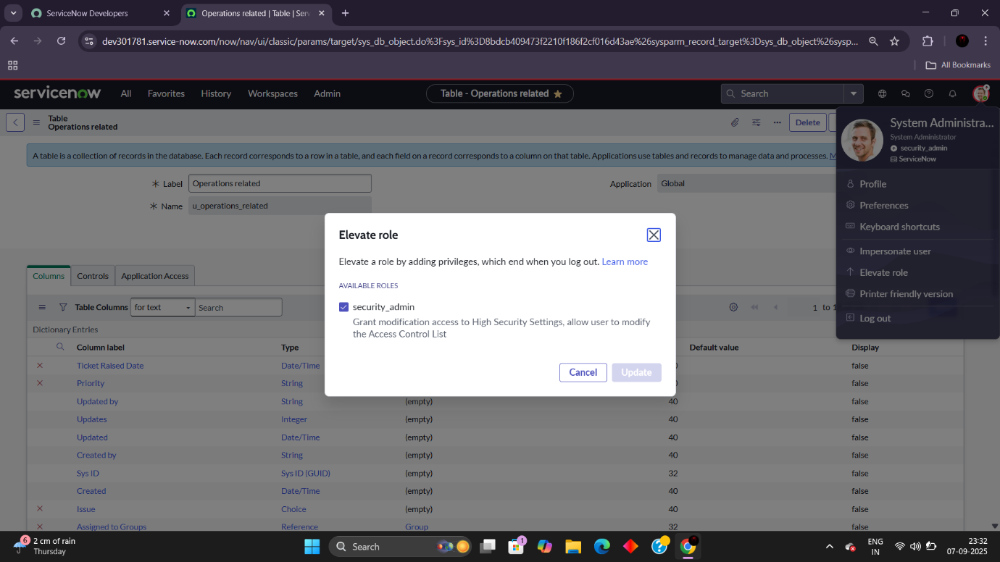 ServiceNow Developers
Operations related | Table | Serv
dev301781.service-now.com/now/nav/ui/classic/params/target/sys_db_object.do%3Fsys_id%3D8bdcb409473f2210f186f2cf016d43ae%26sysparm_record_target%3Dsys_db_object%26sysp...
All Bookmarks
servicenow
All
Favorites
History
Workspaces
Admin
Table - Operations related
Search
Table
Operations related
Delete
A table is a collection of records in the database. Each record corresponds to a row in a table, and each field on a record corresponds to a column on that table. Applications use tables and records to manage data and processes. M
Label
Operations related
Application
Global
Name
u_operations_related
System Administra...
System Administrator
security_admin
ServiceNow
Profile
Preferences
Keyboard shortcuts
Impersonate user
Elevate role
Printer friendly version
Log out
Elevate role
Elevate a role by adding privileges, which end when you log out. Learn more
AVAILABLE ROLES
security_admin
Grant modification access to High Security Settings, allow user to modify
the Access Control List
Cancel
Update
Columns
Controls
Application Access
Table Columns
for text
Search
1 to 1
Dictionary Entries
Column label Type Default value Display
Ticket Raised Date Date/Time false
Priority String false
Updated by String (empty) 40 false
Updates Integer (empty) 40 false
Updated Date/Time (empty) 40 false
Created by String (empty) 40 false
Sys ID Sys ID (GUID) (empty) 32 false
Created Date/Time (empty) 40 false
Issue Choice (empty) 40 false
Assigned to Groups Reference Group 32 false
6
2 cm of rain
Thursday
Search
1
ENG
IN
23:32
07-09-2025